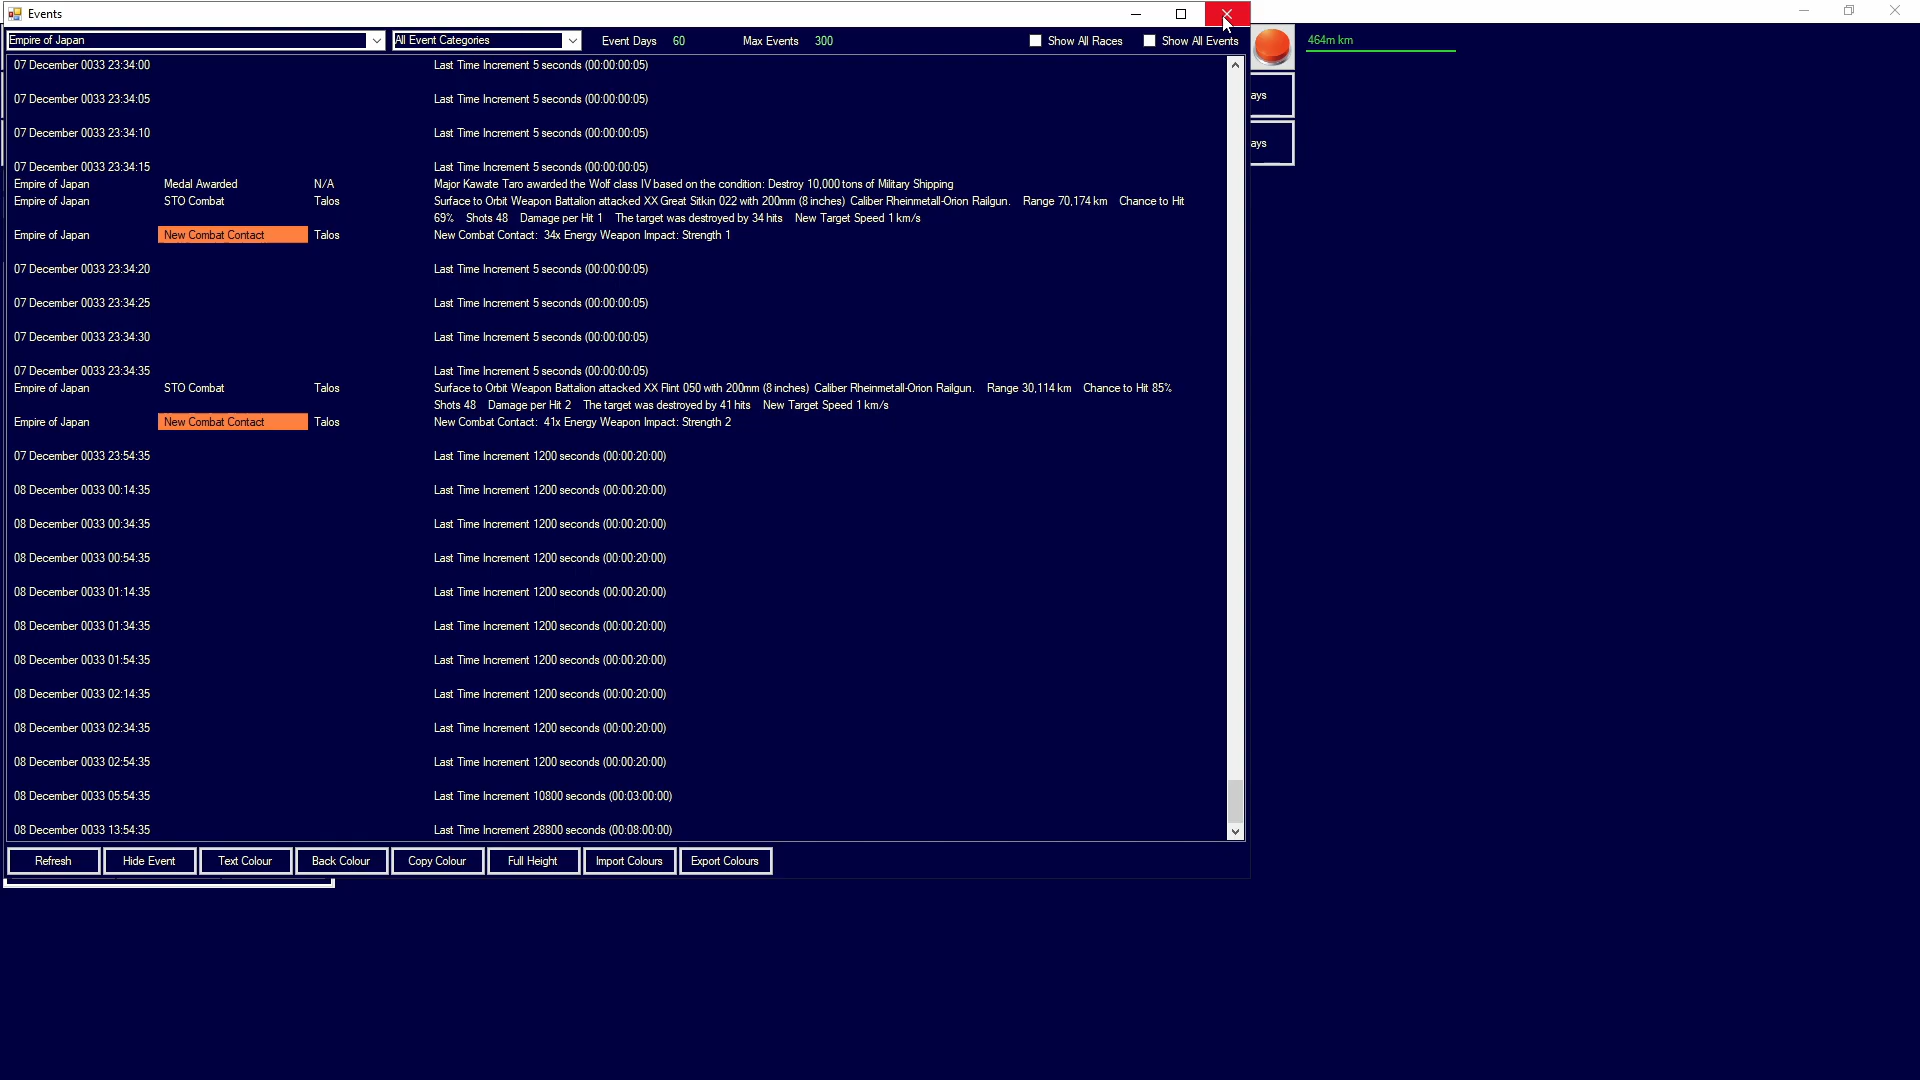 Events
Empire of Japan All Event Categories Event Days 60 Max Events 300 Show All Races Show All Events 464m km
07 December 0033 23:34:00 Last Time Increment 5 seconds (00:00:00:05)
ays
07 December 0033 23:34:05 Last Time Increment 5 seconds (00:00:00:05)
07 December 0033 23:34:10 Last Time Increment 5 seconds (00:00:00:05)
ays
07 December 0033 23:34:15 Last Time Increment 5 seconds (00:00:00:05)
Empire of Japan Medal Awarded N/A Major Kawate Taro awarded the Wolf class IV based on the condition: Destroy 10,000 tons of Military Shipping
Empire of Japan STO Combat Talos Surface to Orbit Weapon Battalion attacked XX Great Sitkin 022 with 200mm (8 inches) Caliber Rheinmetall-Orion Railgun. Range 70,174 km Chance to Hit
69% Shots 48 Damage per Hit 1 The target was destroyed by 34 hits New Target Speed 1 km/s
Empire of Japan New Combat Contact Talos New Combat Contact: 34x Energy Weapon Impact: Strength 1
07 December 0033 23:34:20 Last Time Increment 5 seconds (00:00:00:05)
07 December 0033 23:34:25 Last Time Increment 5 seconds (00:00:00:05)
07 December 0033 23:34:30 Last Time Increment 5 seconds (00:00:00:05)
07 December 0033 23:34:35 Last Time Increment 5 seconds (00:00:00:05)
Empire of Japan STO Combat Talos Surface to Orbit Weapon Battalion attacked XX Flint 050 with 200mm (8 inches) Caliber Rheinmetall-Orion Railgun. Range 30,114 km Chance to Hit 85%
Shots 48 Damage per Hit 2 The target was destroyed by 41 hits New Target Speed 1 km/s
Empire of Japan New Combat Contact Talos New Combat Contact: 41x Energy Weapon Impact: Strength 2
07 December 0033 23:54:35 Last Time Increment 1200 seconds (00:00:20:00)
08 December 0033 00:14:35 Last Time Increment 1200 seconds (00:00:20:00)
08 December 0033 00:34:35 Last Time Increment 1200 seconds (00:00:20:00)
08 December 0033 00:54:35 Last Time Increment 1200 seconds (00:00:20:00)
08 December 0033 01:14:35 Last Time Increment 1200 seconds (00:00:20:00)
08 December 0033 01:34:35 Last Time Increment 1200 seconds (00:00:20:00)
08 December 0033 01:54:35 Last Time Increment 1200 seconds (00:00:20:00)
08 December 0033 02:14:35 Last Time Increment 1200 seconds (00:00:20:00)
08 December 0033 02:34:35 Last Time Increment 1200 seconds (00:00:20:00)
08 December 0033 02:54:35 Last Time Increment 1200 seconds (00:00:20:00)
08 December 0033 05:54:35 Last Time Increment 10800 seconds (00:03:00:00)
08 December 0033 13:54:35 Last Time Increment 28800 seconds (00:08:00:00)
Refresh Hide Event Text Colour Back Colour Copy Colour Full Height Import Colours Export Colours